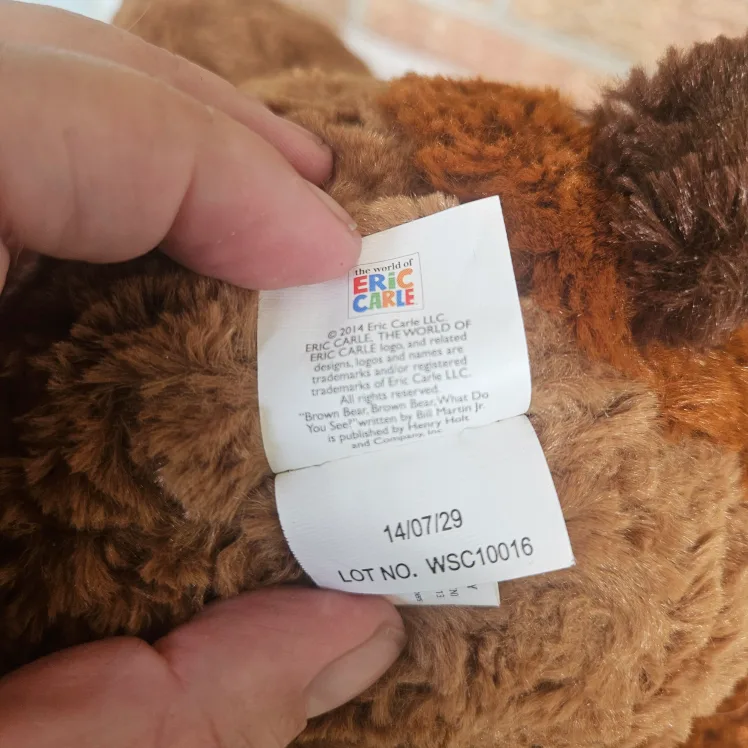 the world of
ERIC
CARLE
© 2014 Eric Carle LLC.
ERIC CARLE, THE WORLD OF
ERIC CARLE logo, and related
designs, logos and names are
trademarks and/or registered
trademarks of Eric Carle LLC.
All rights reserved.
"Brown Bear, Brown Bear, What Do
You See?" written by Bill Martin Jr.
is published by Henry Holt
and Company, Inc.
14/07/29
LOT NO. WSC10016